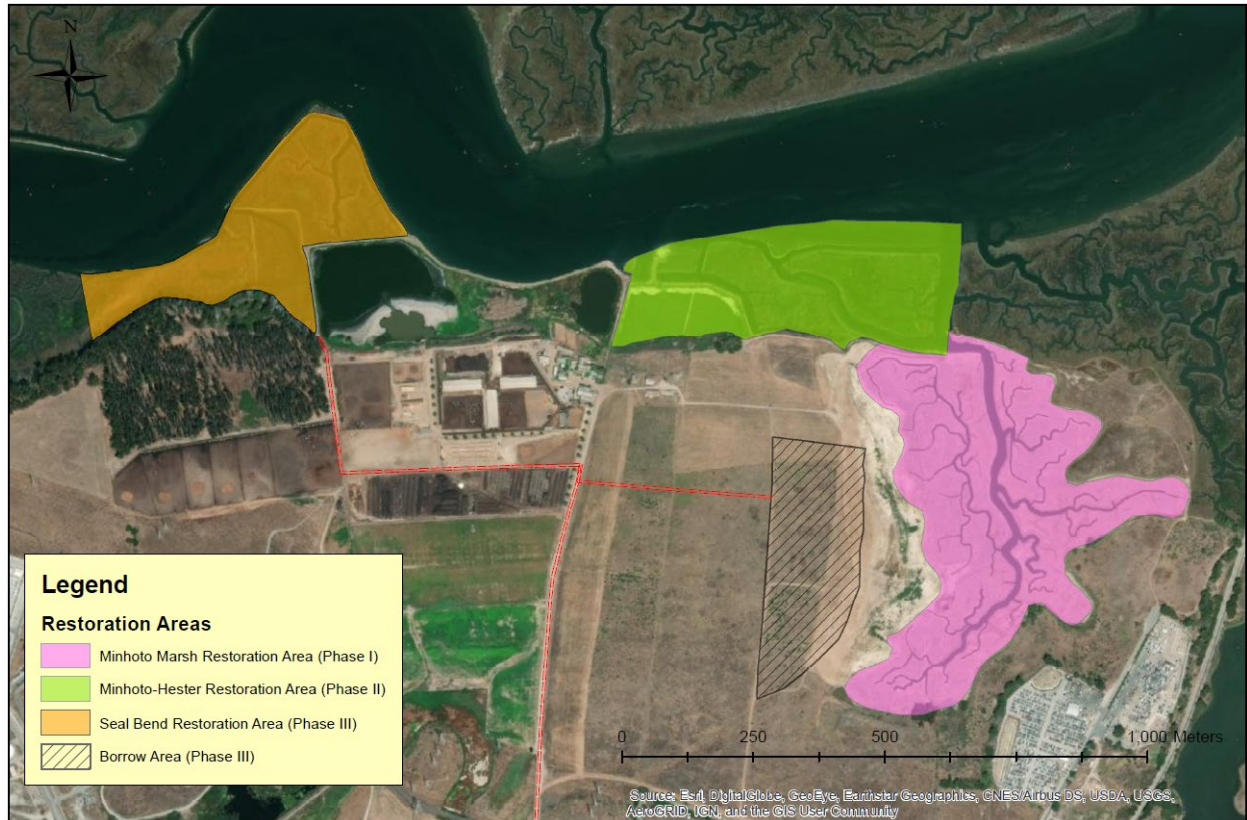 N
Legend
Restoration Areas
Minhoto Marsh Restoration Area (Phase I)
Minhoto-Hester Restoration Area (Phase II)
Seal Bend Restoration Area (Phase III)
Borrow Area (Phase III)
0 250 500 1,000 Meters
Source: Esri, DigitalGlobe, GeoEye, Earthstar Geographics, CNES/Airbus DS, USDA, USGS,
AeroGRID, IGN, and the GIS User Community